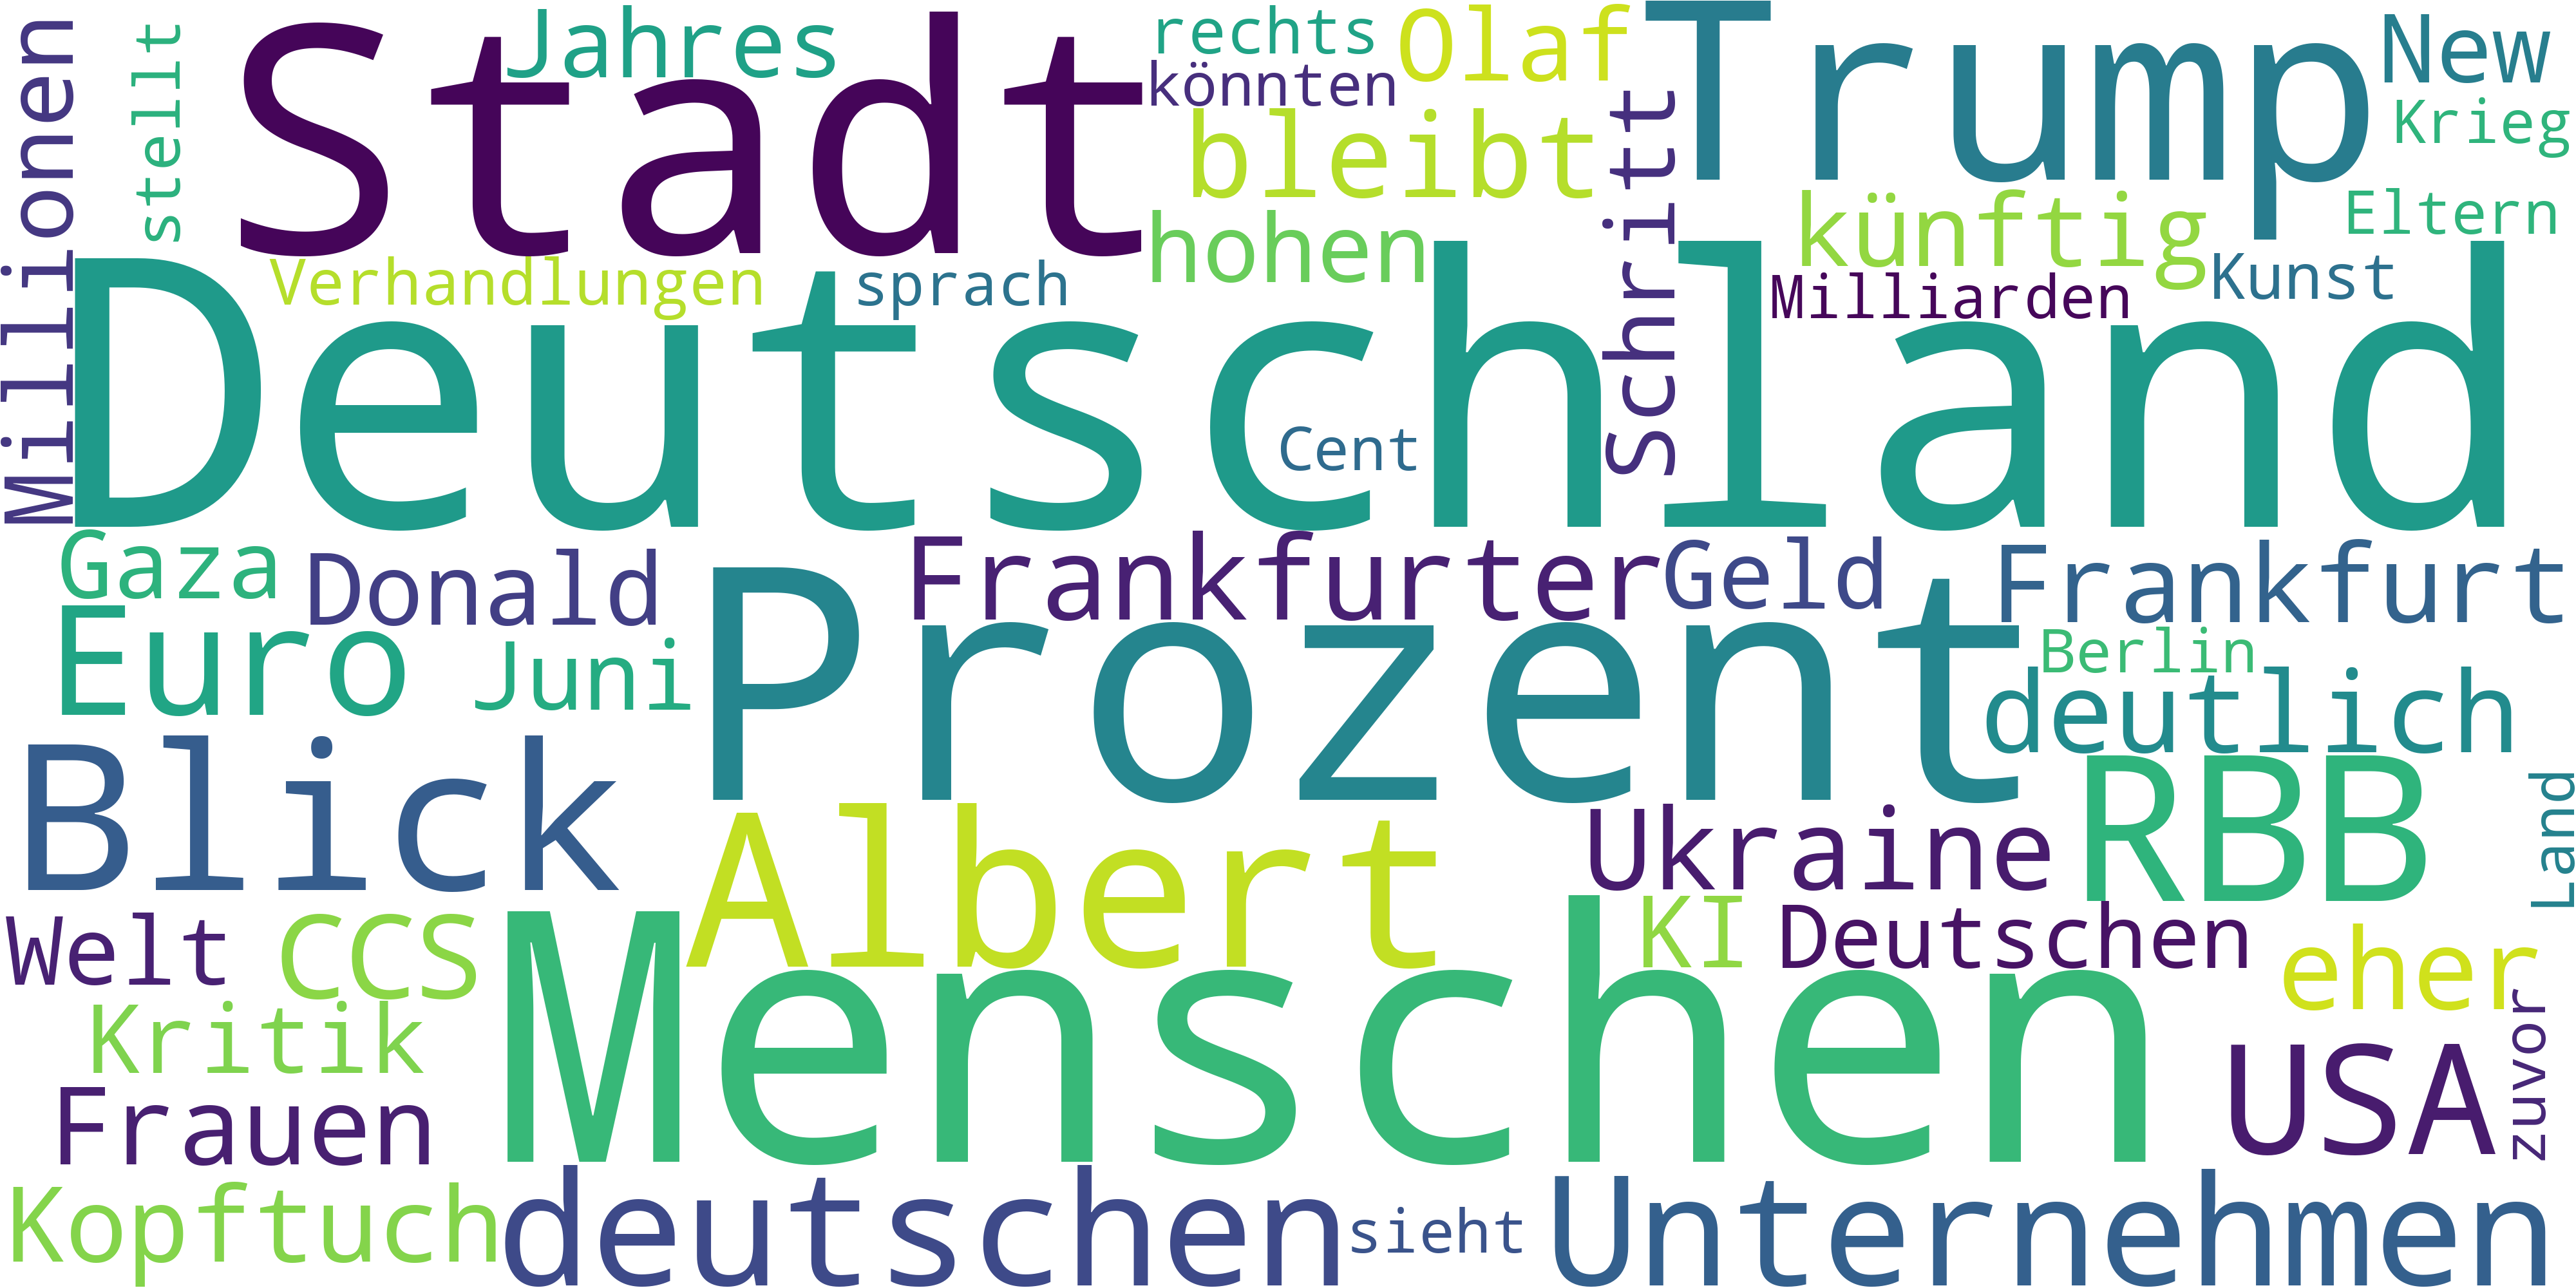 Millionen
stellt
Stadt
Jahres
rechts
könnten
Olaf
bleibt
Schritt
Trump
New
Krieg
Eltern
künftig
Kunst
Milliarden
hohen
Verhandlungen
sprach
Deutschland
Cent
Gaza
Donald
Frankfurter
Geld
Frankfurt
Euro
Juni
Prozent
Berlin
deutlich
Blick
Albert
Ukraine
RBB
Land
Welt
CCS
KI
Deutschen
eher
Kritik
Menschen
zuvor
Frauen
USA
Kopftuch
deutschen
sieht
Unternehmen